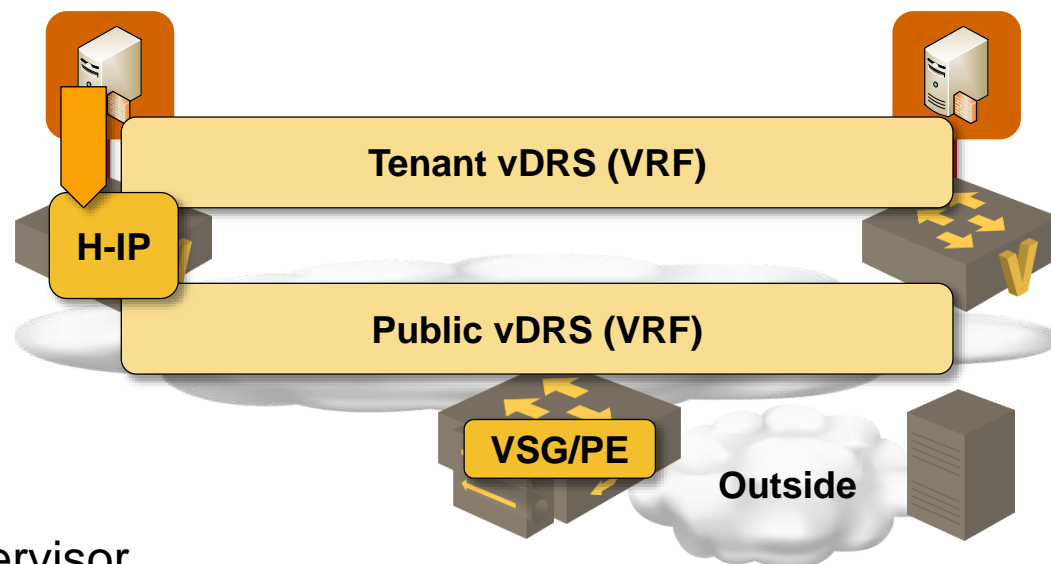 Tenant vDRS (VRF)
H-IP
Public vDRS (VRF)
VSG/PE
Outside